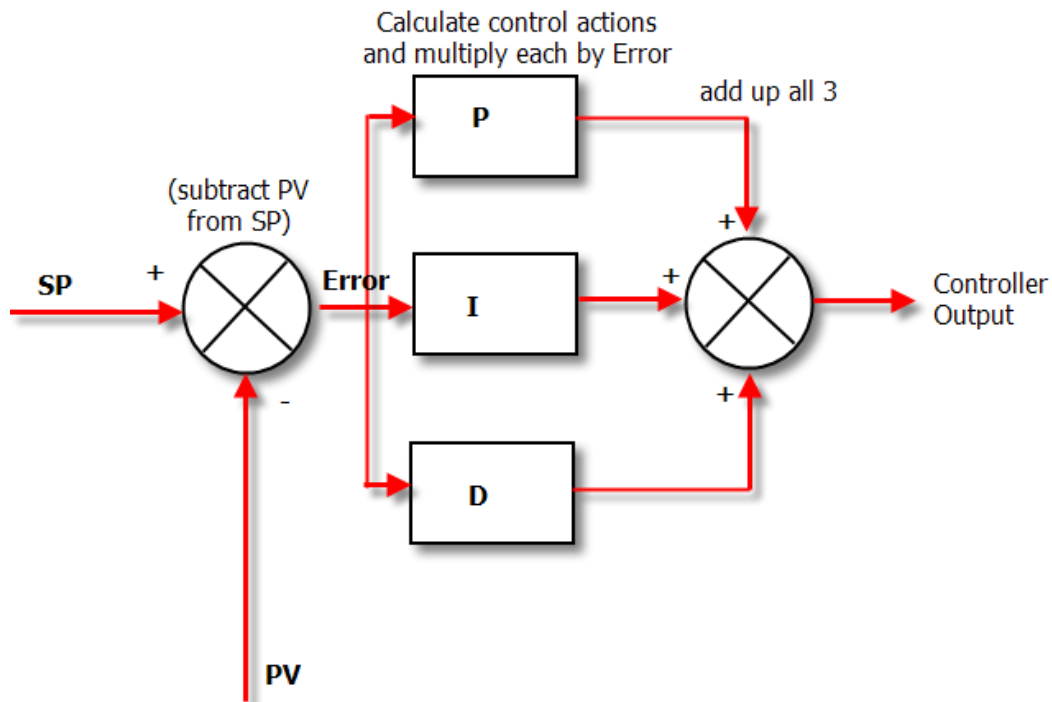 Calculate control actions
and multiply each by Error
P
add up all 3
(subtract PV
from SP)
+
SP
+
Error
I
+
Controller
Output
-
+
D
PV